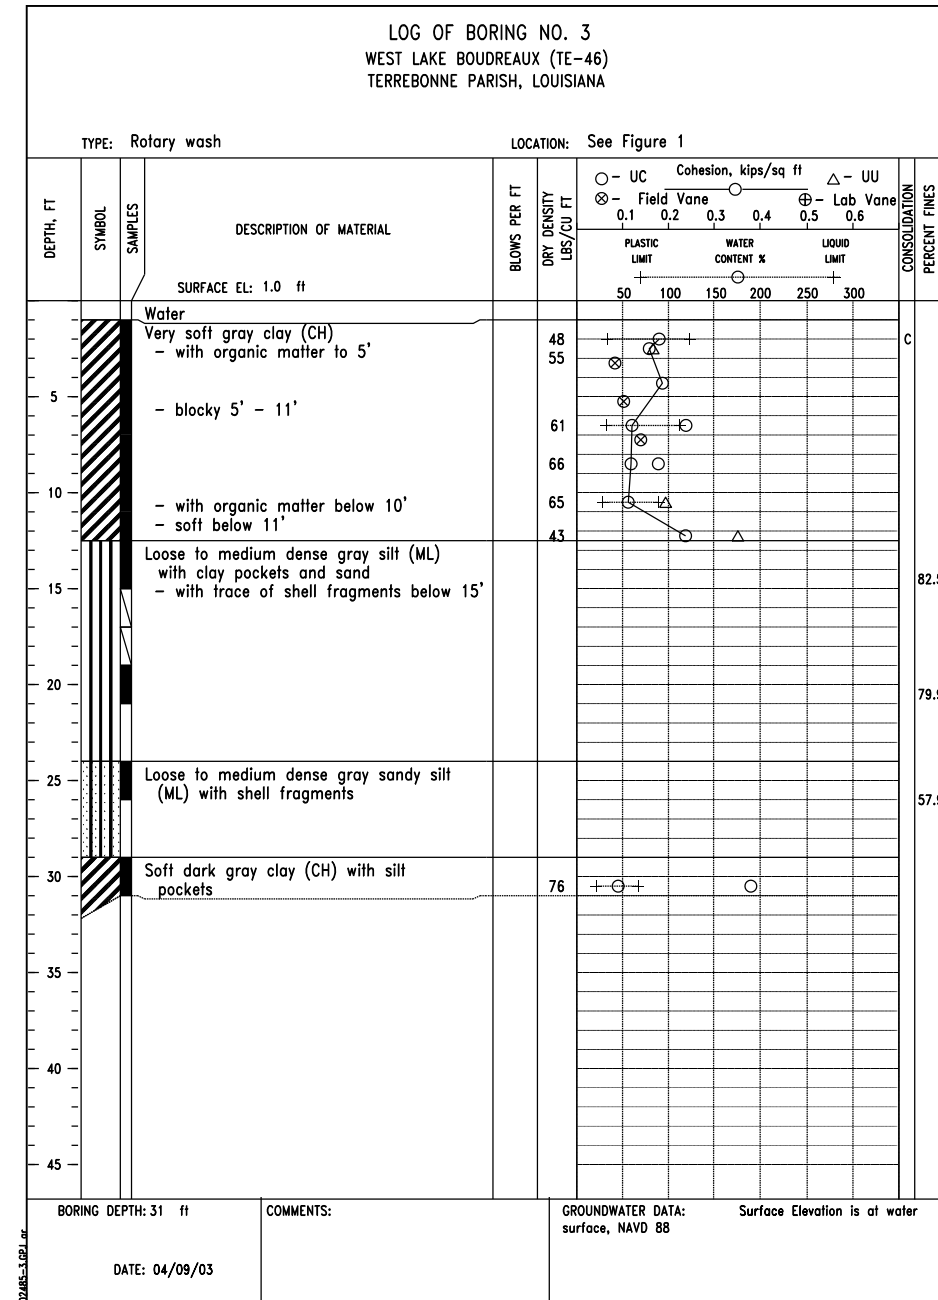 LOG OF BORING NO. 3
WEST LAKE BOUDREAUX (TE-46)
TERREBONNE PARISH, LOUISIANA
TYPE: Rotary wash
LOCATION: See Figure 1
DEPTH, FT
SYMBOL
SAMPLES
DESCRIPTION OF MATERIAL
SURFACE EL: 1.0 ft
BLOWS PER FT
DRY DENSITY
LBS/CU FT
- UC Cohesion, kips/sq ft - UU
- Field Vane - Lab Vane
0.1 0.2 0.3 0.4 0.5 0.6
PLASTIC WATER LIQUID
LIMIT CONTENT % LIMIT
50 100 150 200 250 300
CONSOLIDATION
PERCENT FINES
Water
Very soft gray clay (CH)
48 C
- with organic matter to 5'
55
5
- blocky 5' - 11'
61
66
10
- with organic matter below 10'
65
- soft below 11'
43
Loose to medium dense gray silt (ML)
with clay pockets and sand
82.
15
- with trace of shell fragments below 15'
20
79.
25
Loose to medium dense gray sandy silt
(ML) with shell fragments
57.
30
Soft dark gray clay (CH) with silt
pockets
76
35
40
45
BORING DEPTH: 31 ft
DATE: 04/09/03
COMMENTS:
GROUNDWATER DATA: Surface Elevation is at water
surface, NAVD 88